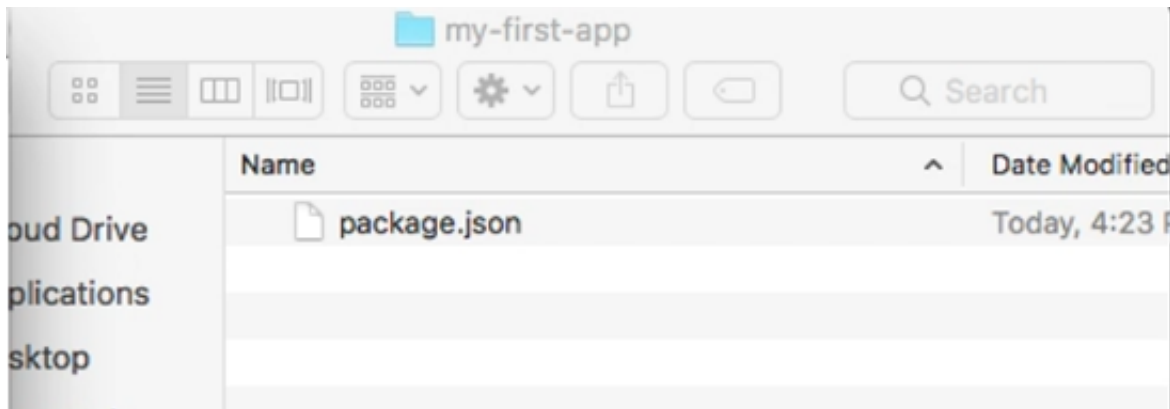 my-first-app
Search
Name
Date Modified
package.json
Today, 4:23
oud Drive
plications
sktop